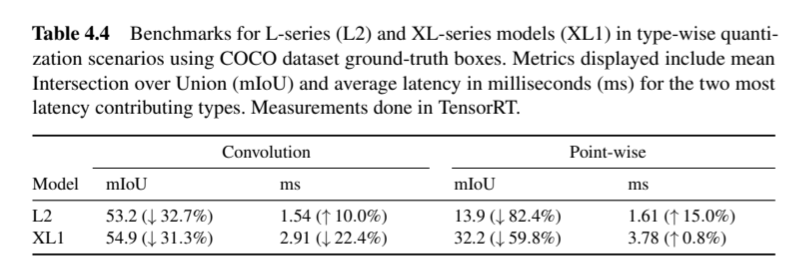 Table 4.4 Benchmarks for L-series (L2) and XL-series models (XL1) in type-wise quanti-
zation scenarios using COCO dataset ground-truth boxes. Metrics displayed include mean
Intersection over Union (mIoU) and average latency in milliseconds (ms) for the two most
latency contributing types. Measurements done in TensorRT.
Convolution Point-wise
Model mIoU ms mIoU ms
L2 53.2 (↓ 32.7%) 1.54 (↑ 10.0%) 13.9 (↓ 82.4%) 1.61 (↑ 15.0%)
XL1 54.9 (↓ 31.3%) 2.91 (↓ 22.4%) 32.2 (↓ 59.8%) 3.78 (↑ 0.8%)